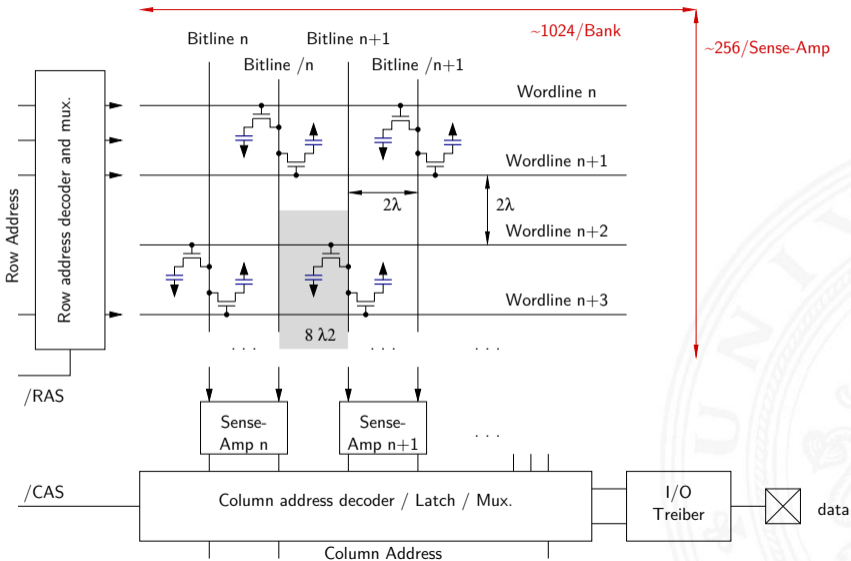 ~1024/Bank
~256/Sense-Amp
Bitline n
Bitline n+1
Bitline /n
Bitline /n+1
Wordline n
Row address decoder and mux.
Row Address
Wordline n+1
2λ
2λ
Wordline n+2
Wordline n+3
8 λ2
. . .
. . .
. . .
/RAS
Sense-
Amp n
Sense-
Amp n+1
. . .
/CAS
Column address decoder / Latch / Mux.
I/O
Treiber
data
Column Address
U N I V